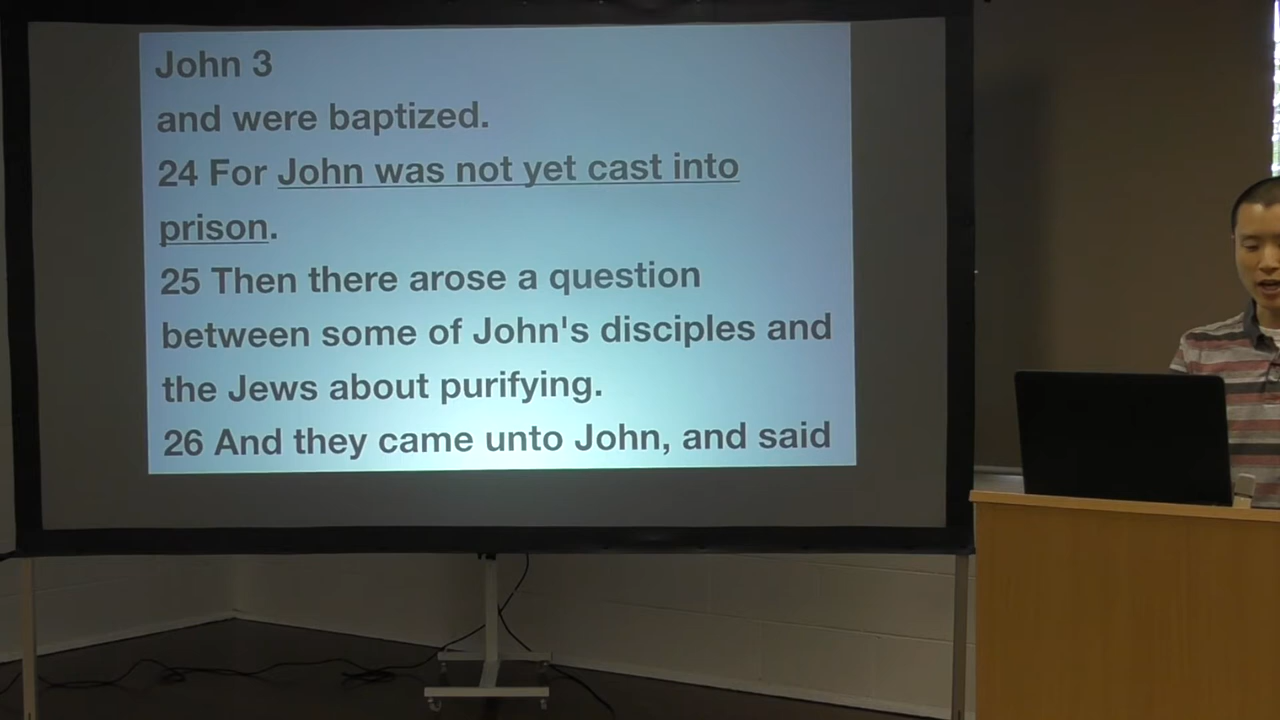 John 3
and were baptized.
24 For John was not yet cast into
prison.
25 Then there arose a question
between some of John's disciples and
the Jews about purifying.
26 And they came unto John, and said